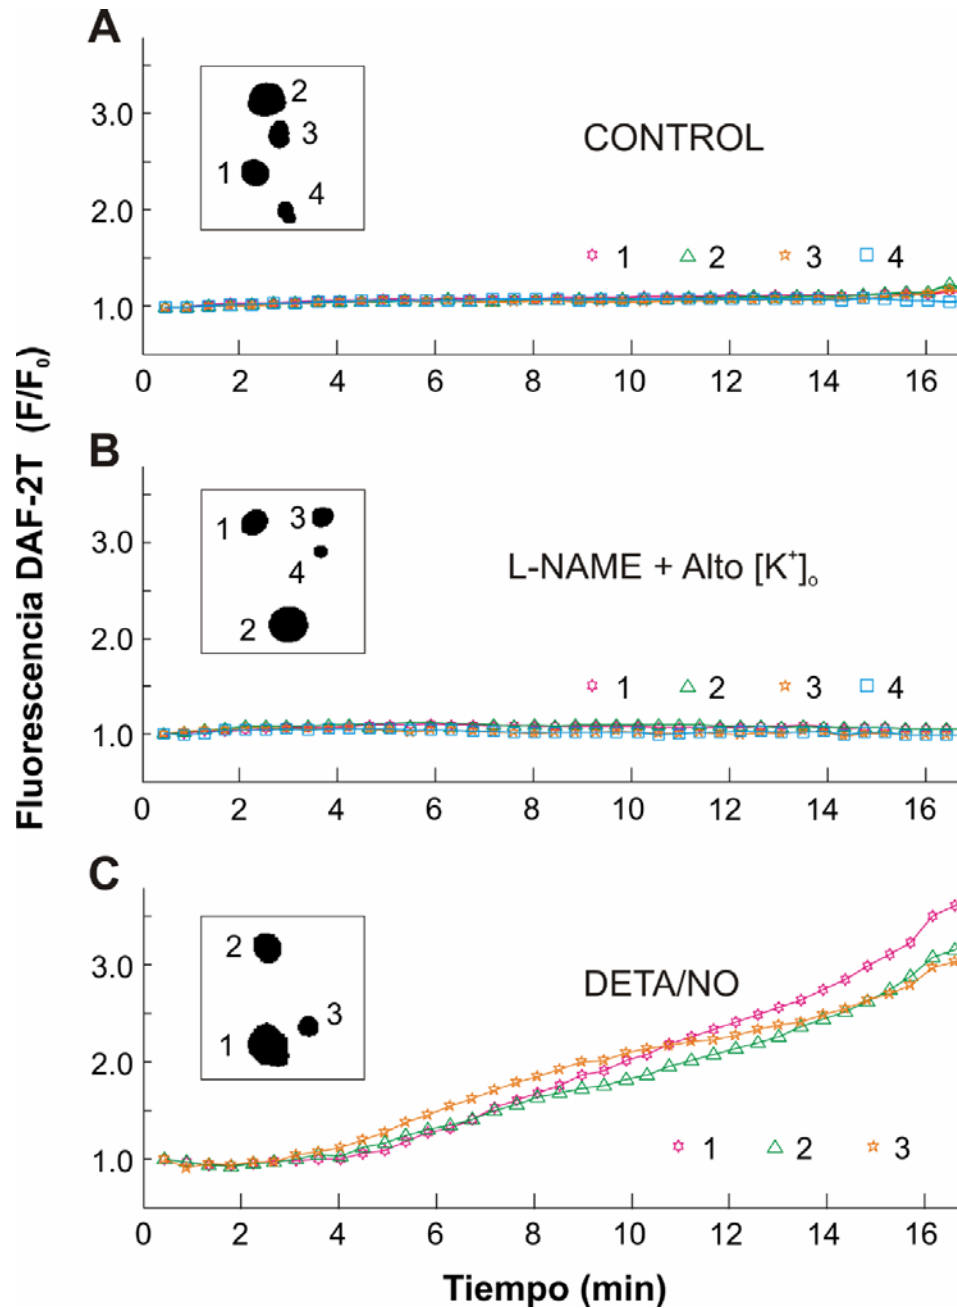 Fluorescencia DAF-2T (F/F₀)
A
CONTROL
2
3
1
4
1 2 3 4
3.0
2.0
1.0
0 2 4 6 8 10 12 14 16
B
L-NAME + Alto [K⁺]ₒ
1
3
4
2
1 2 3 4
3.0
2.0
1.0
0 2 4 6 8 10 12 14 16
C
DETA/NO
2
3
1
1 2 3
3.0
2.0
1.0
0 2 4 6 8 10 12 14 16
Tiempo (min)